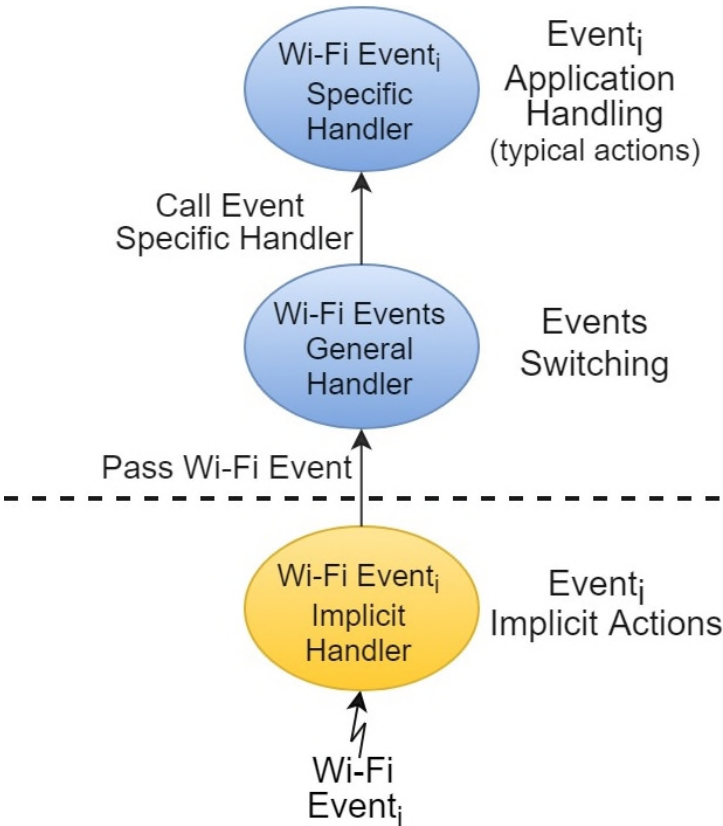 Wi-Fi Eventi
Specific
Handler
Eventi
Application
Handling
(typical actions)
Call Event
Specific Handler
Wi-Fi Events
General
Handler
Events
Switching
Pass Wi-Fi Event
Wi-Fi Eventi
Implicit
Handler
Eventi
Implicit Actions
Wi-Fi
Eventi